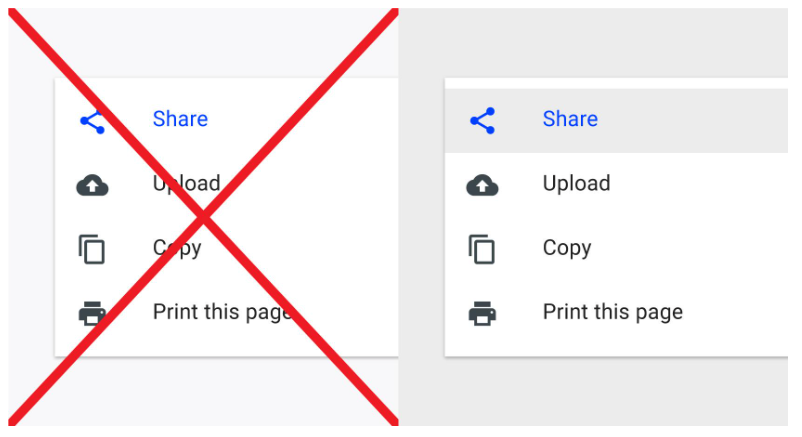 Share
Upload
Copy
Print this page
Share
Upload
Copy
Print this page